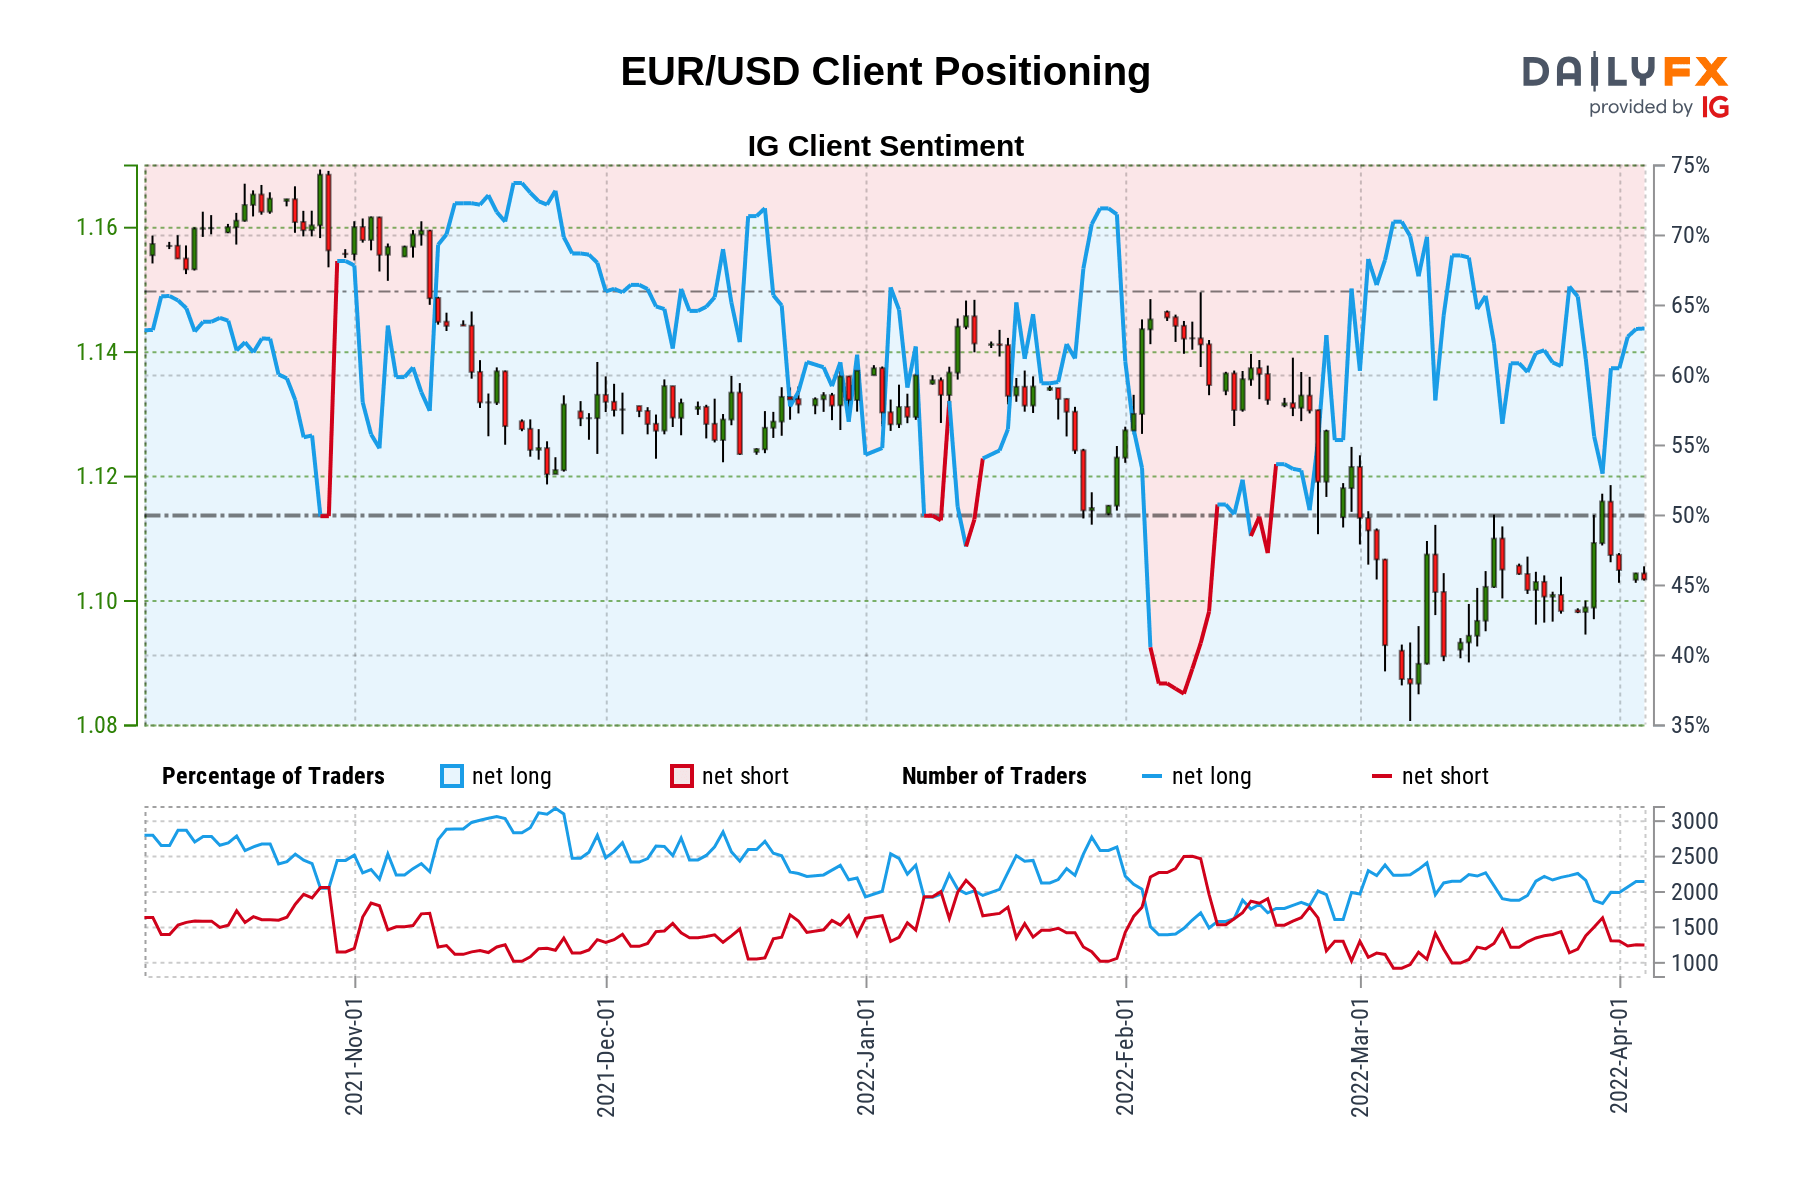 EUR/USD Client Positioning
DAILYFX
provided by IG
IG Client Sentiment
1.16
1.14
1.12
1.10
1.08
75%
70%
65%
60%
55%
50%
45%
40%
35%
Percentage of Traders net long net short Number of Traders net long net short
3000
2500
2000
1500
1000
2021-Nov-01
2021-Dec-01
2022-Jan-01
2022-Feb-01
2022-Mar-01
2022-Apr-01